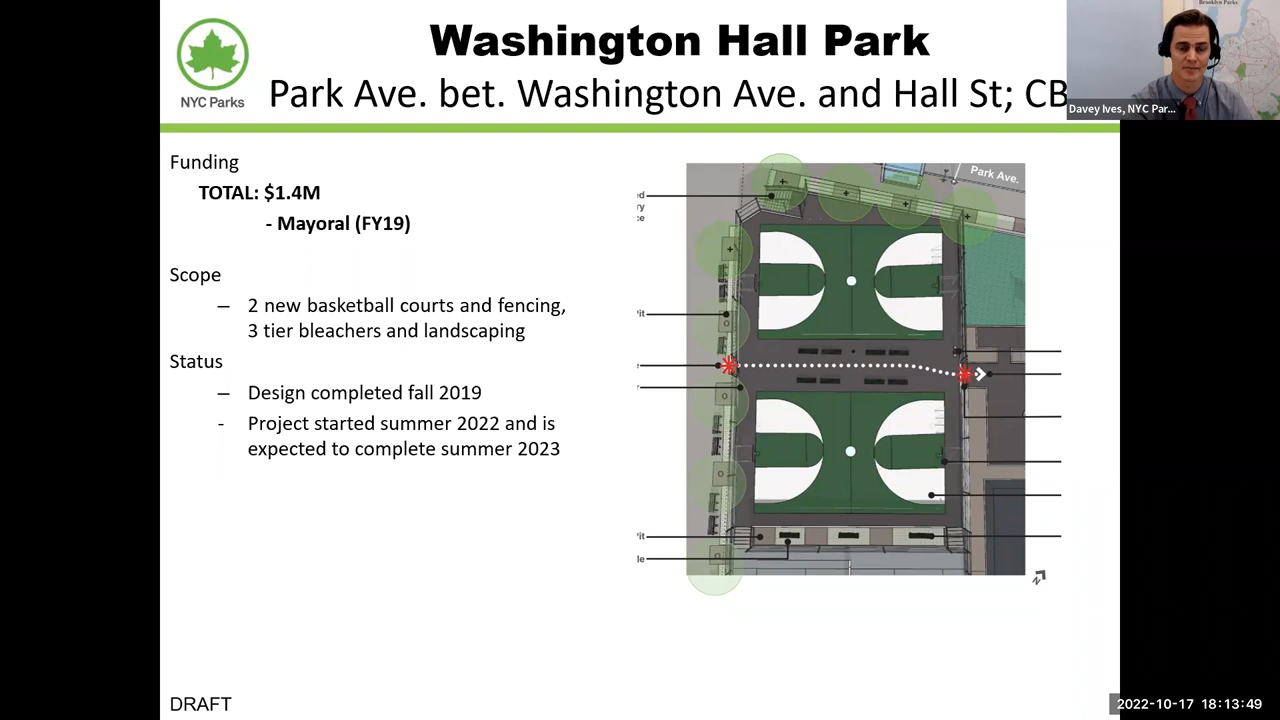 Washington Hall Park
NYC Parks
Park Ave. bet. Washington Ave. and Hall St; CB
Davey Ives, NYC Par...
Funding
TOTAL: $1.4M
- Mayoral (FY19)
Scope
– 2 new basketball courts and fencing,
3 tier bleachers and landscaping
Status
– Design completed fall 2019
- Project started summer 2022 and is
expected to complete summer 2023
Park Ave.
N
DRAFT
2022-10-17 18:13:49